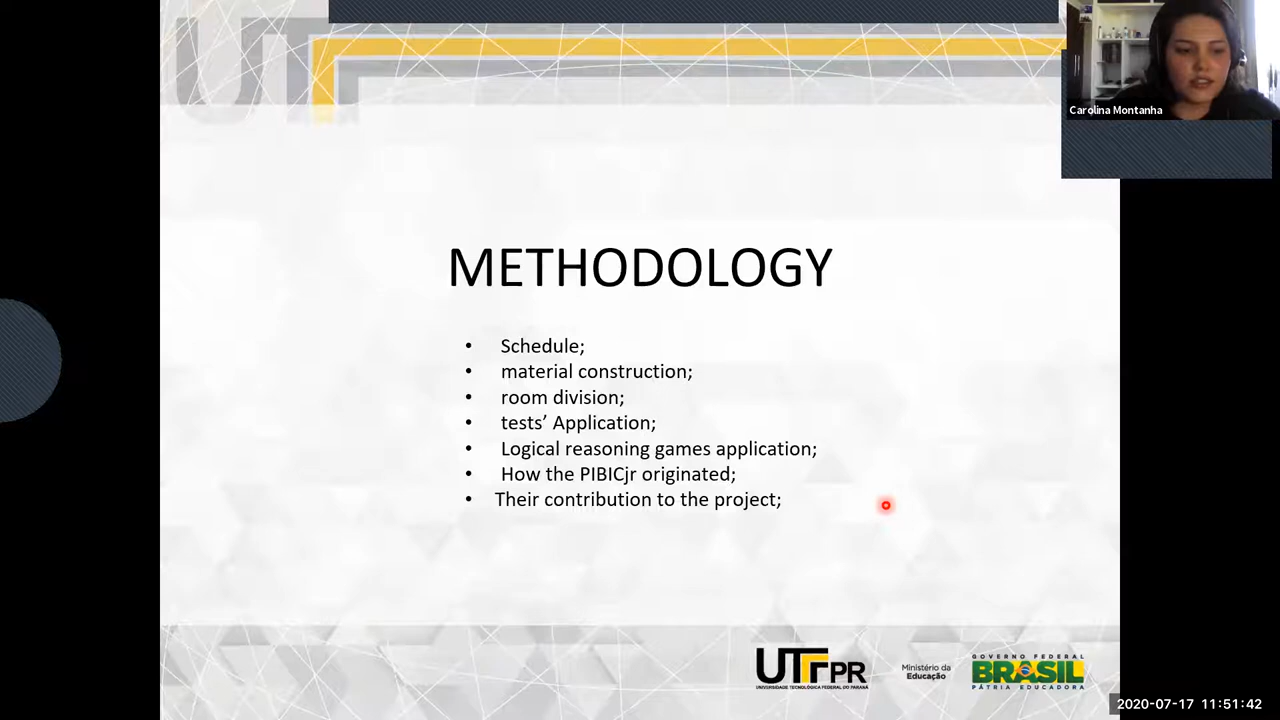 UT
Carolina Montanha
METHODOLOGY
• Schedule;
• material construction;
• room division;
• tests’ Application;
• Logical reasoning games application;
• How the PIBICjr originated;
• Their contribution to the project;
UTFPR
UNIVERSIDADE TECNOLÓGICA FEDERAL DO PARANÁ
Ministério da
Educação
GOVERNO FEDERAL
BRASIL
PÁTRIA EDUCADORA
2020-07-17 11:51:42